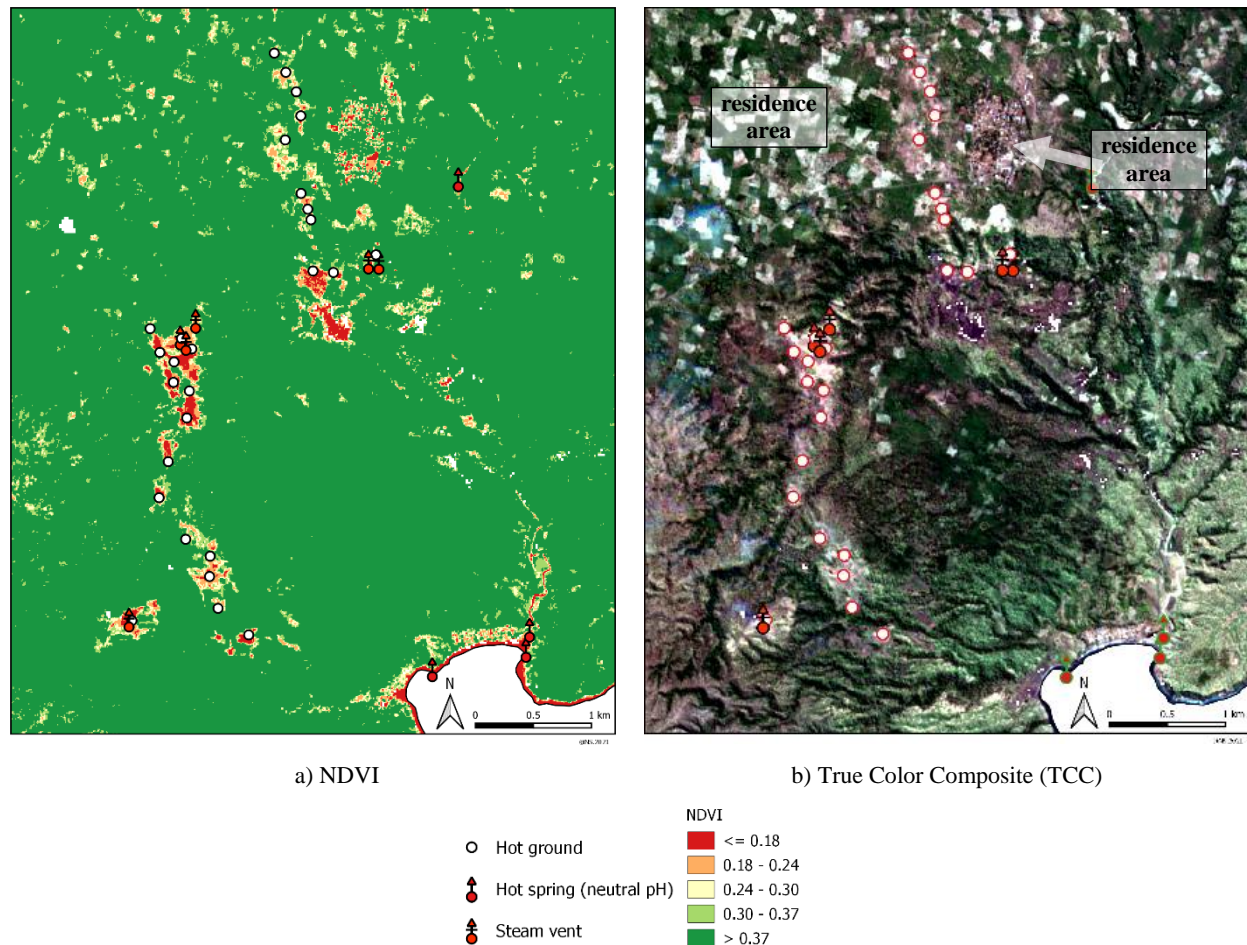 residence
area
residence
area
N
0 0.5 1 km
@NS.2021
N
0 0.5 1 km
a) NDVI
b) True Color Composite (TCC)
NDVI
Hot ground
Hot spring (neutral pH)
Steam vent
<= 0.18
0.18 - 0.24
0.24 - 0.30
0.30 - 0.37
> 0.37